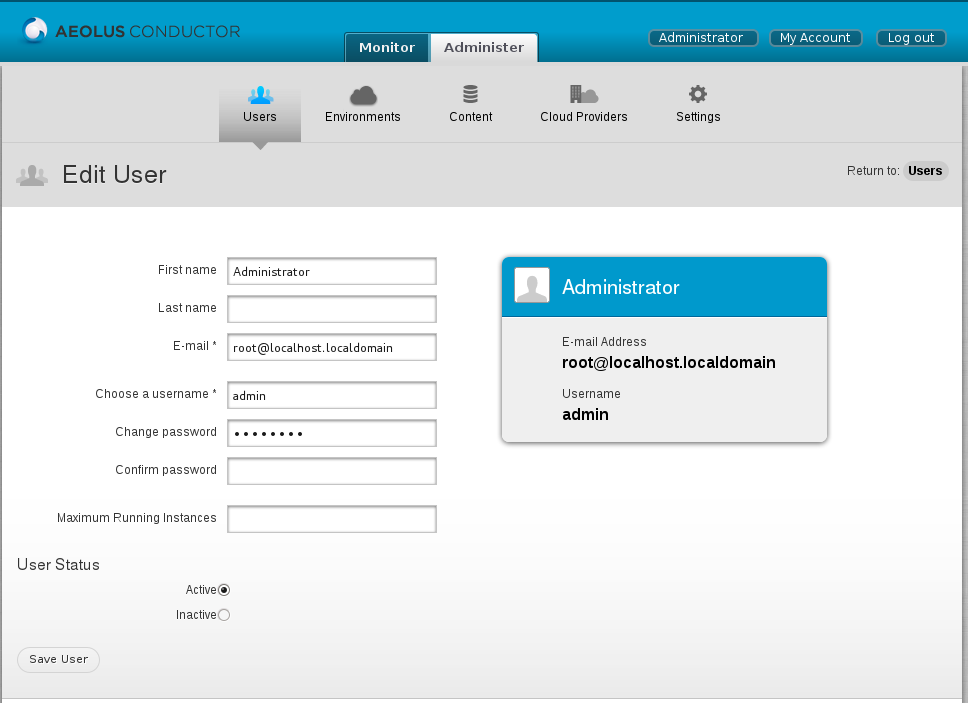 AEOLUS CONDUCTOR
Monitor Administer
Administrator My Account Log out
Users Environments Content Cloud Providers Settings
Edit User
Return to: Users
First name Administrator
Last name
E-mail * root@localhost.localdomain
Choose a username * admin
Change password ••••••••
Confirm password
Maximum Running Instances
User Status
Active
Inactive
Save User
Administrator
E-mail Address
root@localhost.localdomain
Username
admin